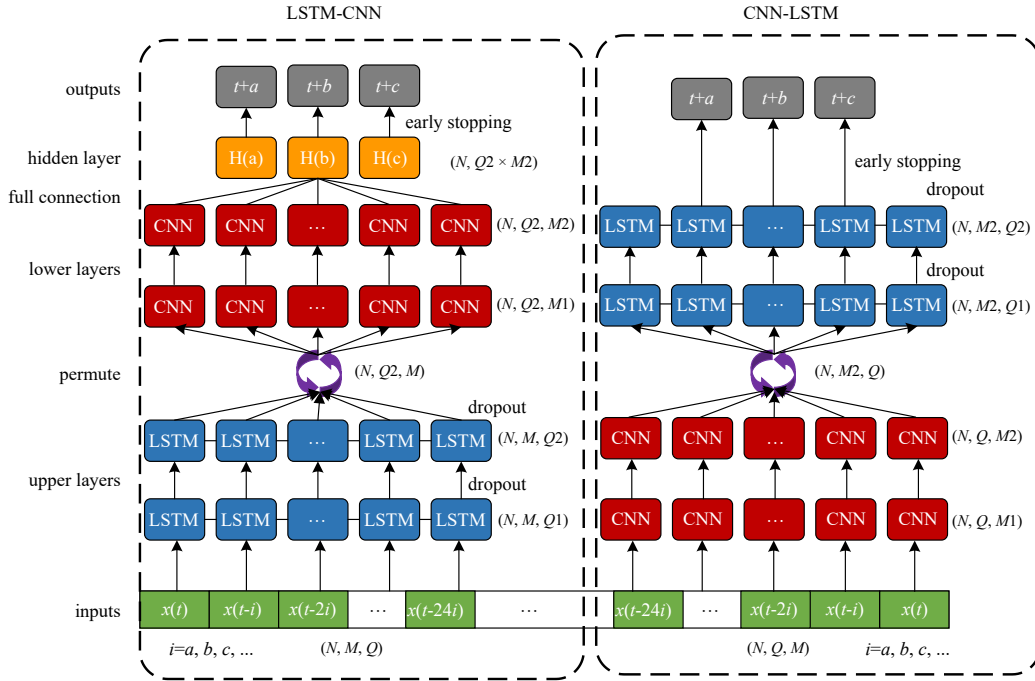 LSTM-CNN CNN-LSTM
outputs t+a t+b t+c t+a t+b t+c
early stopping
hidden layer H(a) H(b) H(c) (N, Q2 × M2) early stopping
full connection dropout
CNN CNN ... CNN CNN (N, Q2, M2) LSTM LSTM ... LSTM LSTM (N, M2, Q2)
lower layers dropout
CNN CNN ... CNN CNN (N, Q2, M1) LSTM LSTM ... LSTM LSTM (N, M2, Q1)
permute (N, Q2, M) (N, M2, Q)
dropout
LSTM LSTM ... LSTM LSTM (N, M, Q2) CNN CNN ... CNN CNN (N, Q, M2)
upper layers dropout
LSTM LSTM ... LSTM LSTM (N, M, Q1) CNN CNN ... CNN CNN (N, Q, M1)
inputs x(t) x(t-i) x(t-2i) ... x(t-24i) ... x(t-24i) ... x(t-2i) x(t-i) x(t)
i=a, b, c, ... (N, M, Q) (N, Q, M) i=a, b, c, ...